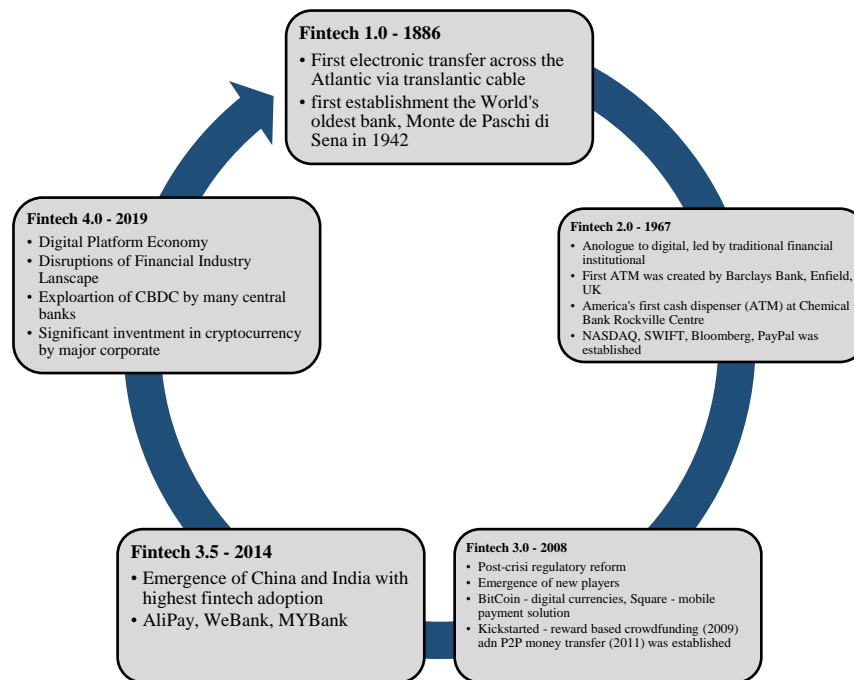 Fintech 1.0 - 1886
• First electronic transfer across the
Atlantic via translantic cable
• first establishment the World's
oldest bank, Monte de Paschi di
Sena in 1942
Fintech 2.0 - 1967
• Anologue to digital, led by traditional financial
institutional
• First ATM was created by Barclays Bank, Enfield,
UK
• America's first cash dispenser (ATM) at Chemical
Bank Rockville Centre
• NASDAQ, SWIFT, Bloomberg, PayPal was
established
Fintech 3.0 - 2008
• Post-crisi regulatory reform
• Emergence of new players
• BitCoin - digital currencies, Square - mobile
payment solution
• Kickstarted - reward based crowdfunding (2009)
adn P2P money transfer (2011) was established
Fintech 3.5 - 2014
• Emergence of China and India with
highest fintech adoption
• AliPay, WeBank, MYBank
Fintech 4.0 - 2019
• Digital Platform Economy
• Disruptions of Financial Industry
Lanscape
• Exploartion of CBDC by many central
banks
• Significant inventment in cryptocurrency
by major corporate